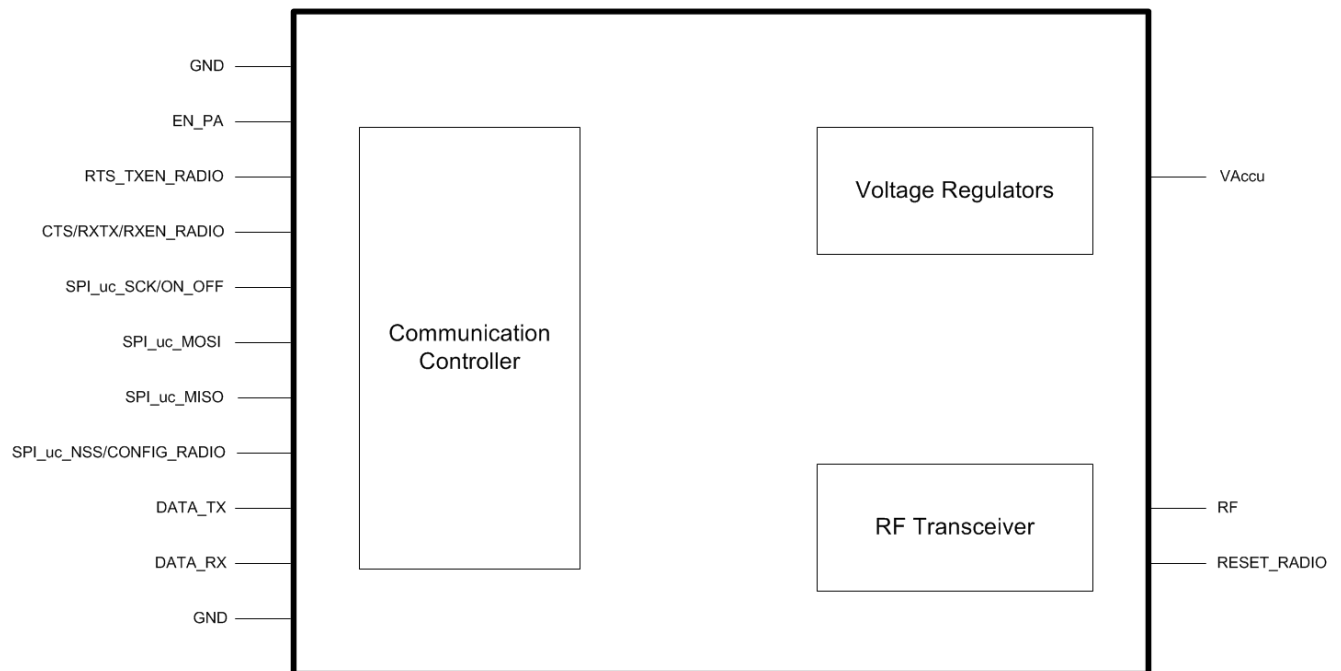 GND
EN_PA
RTS_TXEN_RADIO
CTS/RXTX/RXEN_RADIO
SPI_uc_SCK/ON_OFF
SPI_uc_MOSI
SPI_uc_MISO
SPI_uc_NSS/CONFIG_RADIO
DATA_TX
DATA_RX
GND
Communication
Controller
Voltage Regulators
RF Transceiver
VAccu
RF
RESET_RADIO